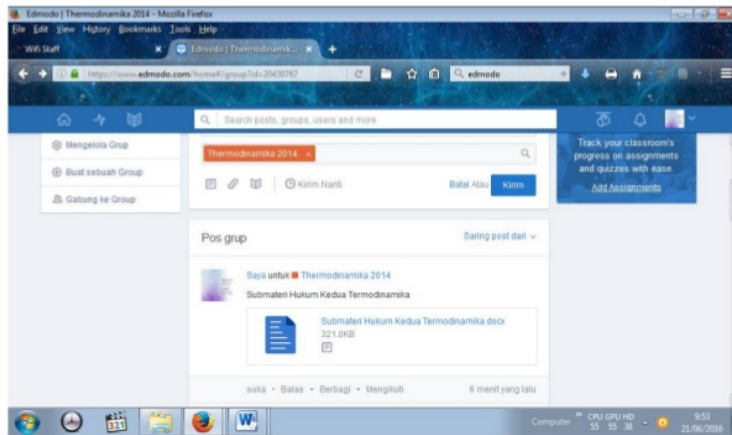 Edmodo | Thermodinamika 2014 - Mozilla Firefox
File Edit View History Bookmarks Tools Help
Wifi Staff
Edmodo | Thermodinamik...
https://www.edmodo.com/home#/group?id=20430767
edmodo
Search posts, groups, users and more
Mengelola Grup
Buat sebuah Group
Gabung ke Group
Thermodinamika 2014 ×
Kirim Nanti
Batal Atau Kirim
Track your classroom's
progress on assignments
and quizzes with ease.
Add Assignments
Pos grup
Saring post dari
Saya untuk Thermodinamika 2014
Submateri Hukum Kedua Termodinamika
Submateri Hukum Kedua Termodinamika.docx
321.0KB
suka • Balas • Berbagi • Mengikuti
6 menit yang lalu
321
W
Computer
CPU GPU HD
55 55 38
9:53
21/06/2016